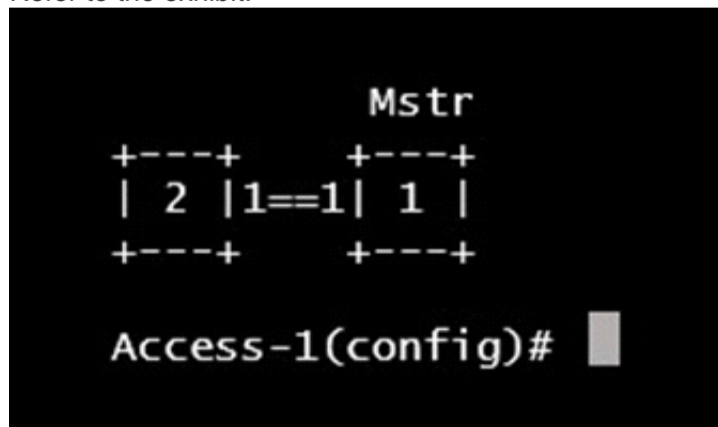 Mstr
+---+ +---+
| 2 |1==1| 1 |
+---+ +---+
Access-1(config)#